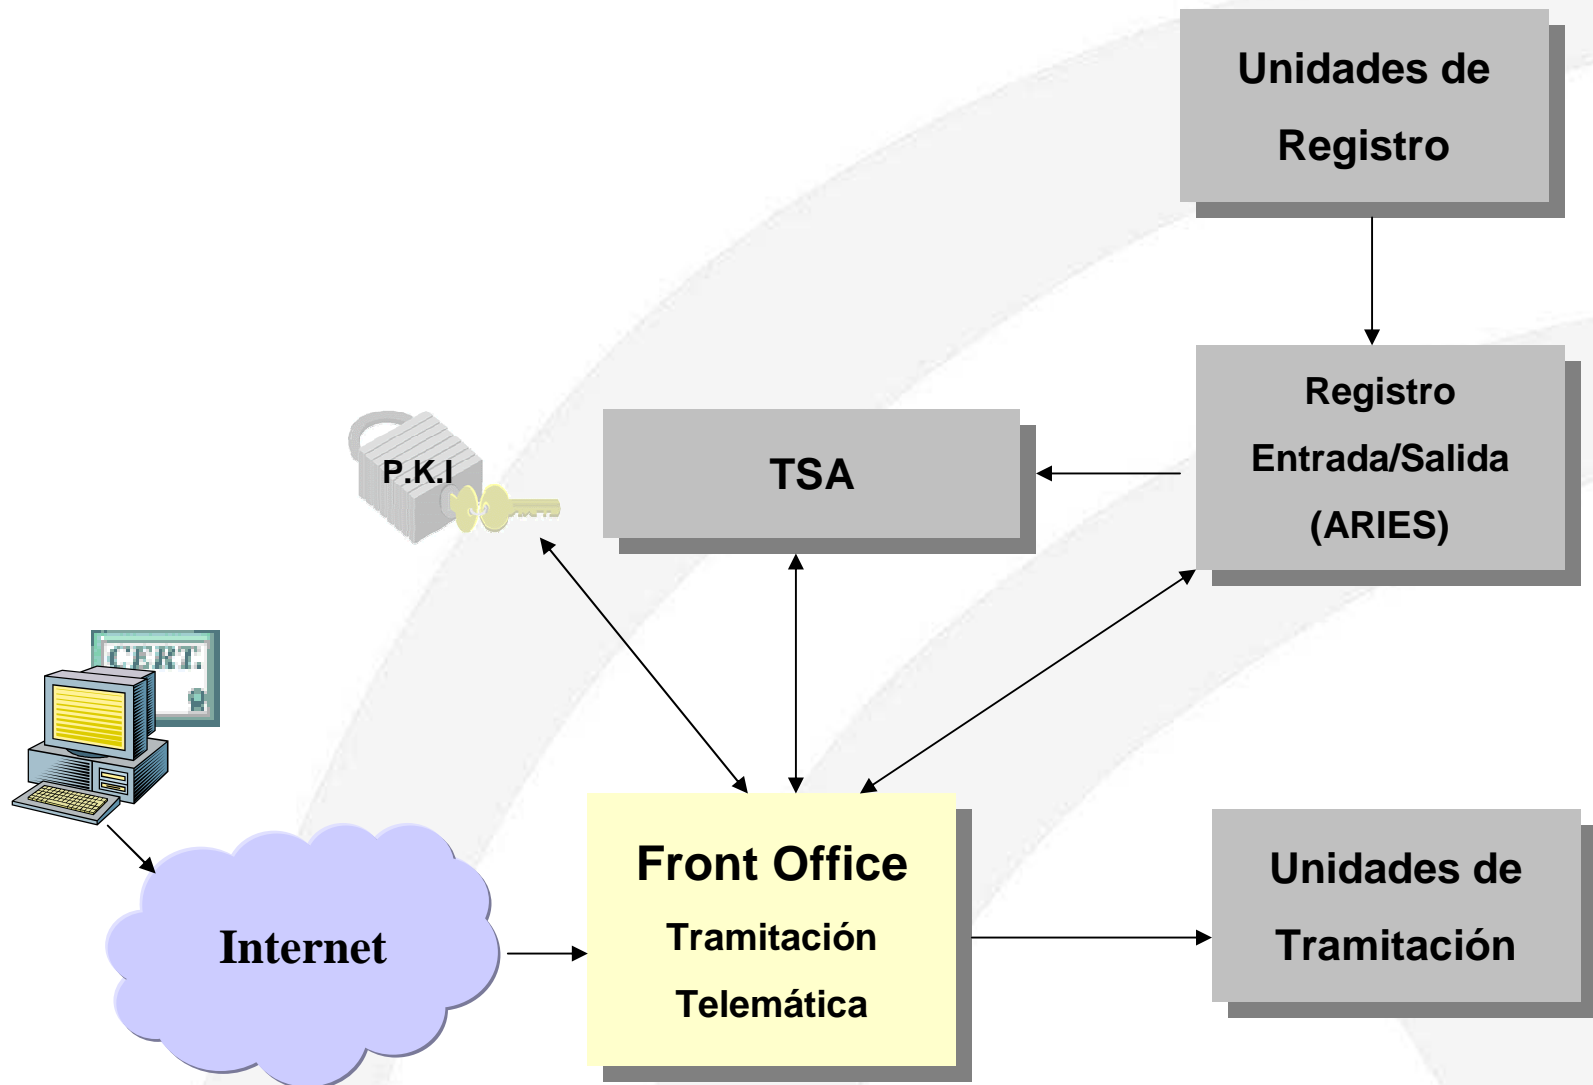 Unidades de
Registro
Registro
Entrada/Salida
(ARIES)
TSA
P.K.I
CERT.
Internet
Front Office
Tramitación
Telemática
Unidades de
Tramitación